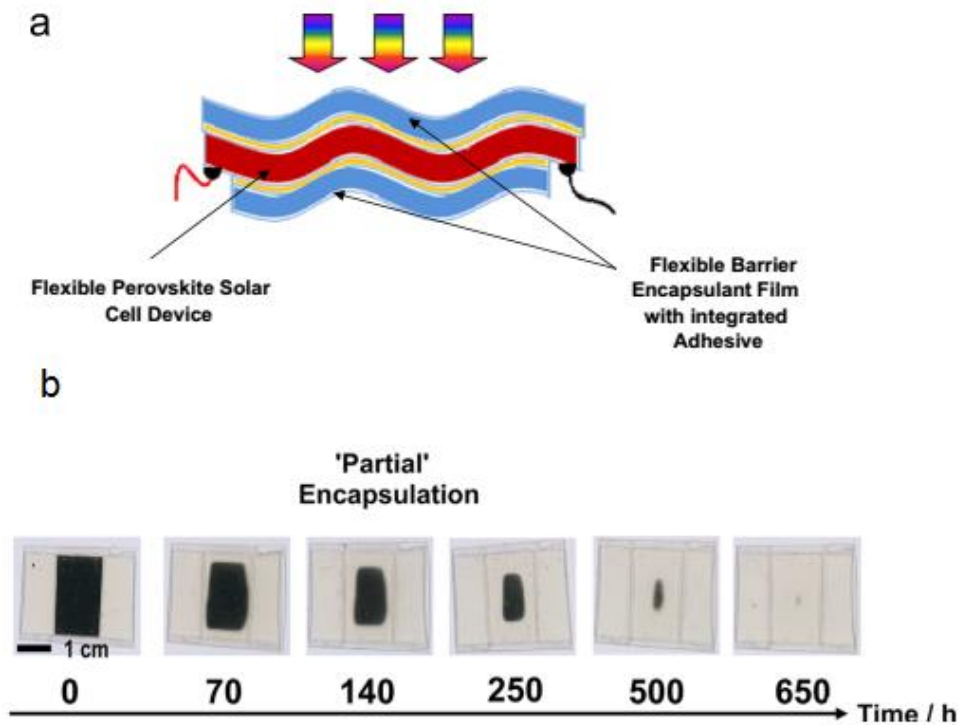 a
Flexible Perovskite Solar
Cell Device
Flexible Barrier
Encapsulant Film
with integrated
Adhesive
b
'Partial'
Encapsulation
1 cm
0 70 140 250 500 650
Time / h